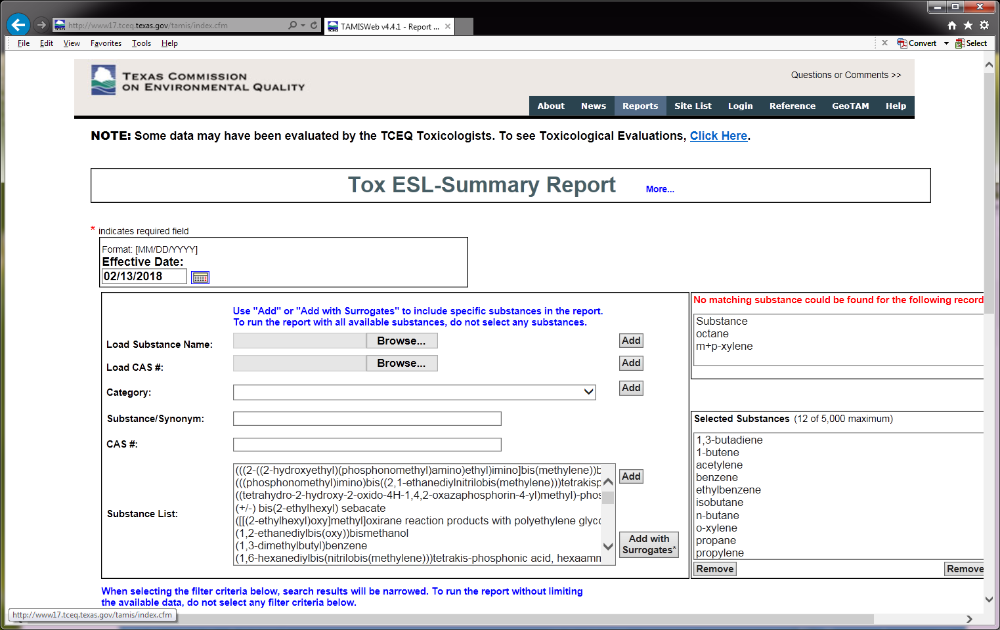 http://www17.tceq.texas.gov/tamis/index.cfm
TAMISWeb v4.4.1 - Report ...
File Edit View Favorites Tools Help
Convert Select
TEXAS COMMISSION
ON ENVIRONMENTAL QUALITY
Questions or Comments >>
About News Reports Site List Login Reference GeoTAM Help
NOTE: Some data may have been evaluated by the TCEQ Toxicologists. To see Toxicological Evaluations, Click Here.
Tox ESL-Summary Report More...
* indicates required field
Format: [MM/DD/YYYY]
Effective Date:
02/13/2018
Use "Add" or "Add with Surrogates" to include specific substances in the report.
To run the report with all available substances, do not select any substances.
Load Substance Name: Browse... Add
Load CAS #: Browse... Add
Category: Add
Substance/Synonym:
CAS #:
Substance List:
(((2-((2-hydroxyethyl)(phosphonomethyl)amino)ethyl)imino]bis(methylene))b
(((phosphonomethyl)imino)bis((2,1-ethanediylnitrilobis(methylene)))tetrakisp
((tetrahydro-2-hydroxy-2-oxido-4H-1,4,2-oxazaphosphorin-4-yl)methyl)-phos
(+/-) bis(2-ethylhexyl) sebacate
([[(2-ethylhexyl)oxy]methyl]oxirane reaction products with polyethylene glyco
(1,2-ethanediylbis(oxy))bismethanol
(1,3-dimethylbutyl)benzene
(1,6-hexanediylbis(nitrilobis(methylene)))tetrakis-phosphonic acid, hexaamm
Add
Add with
Surrogates*
No matching substance could be found for the following record
Substance
octane
m+p-xylene
Selected Substances (12 of 5,000 maximum)
1,3-butadiene
1-butene
acetylene
benzene
ethylbenzene
isobutane
n-butane
o-xylene
propane
propylene
Remove Remove
When selecting the filter criteria below, search results will be narrowed. To run the report without limiting
the available data, do not select any filter criteria below.
http://www17.tceq.texas.gov/tamis/index.cfm